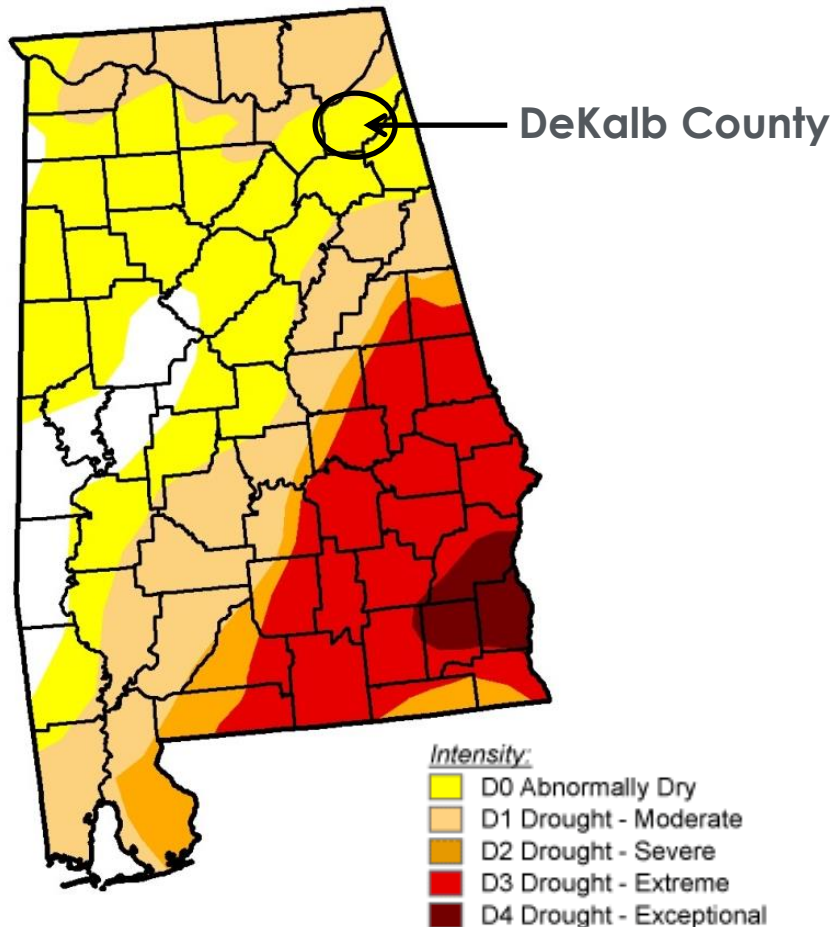 DeKalb County
Intensity:
D0 Abnormally Dry
D1 Drought - Moderate
D2 Drought - Severe
D3 Drought - Extreme
D4 Drought - Exceptional